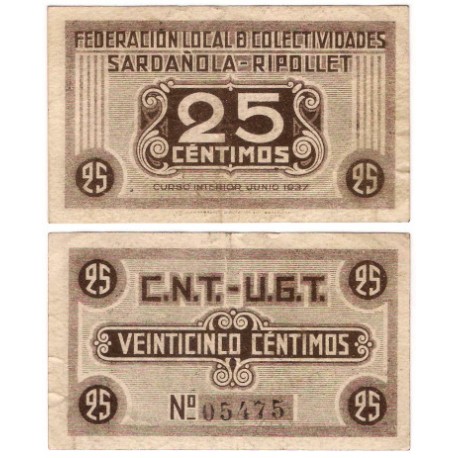 FEDERACIÓN LOCAL D COLECTIVIDADES
SARDAÑOLA-RIPOLLET
25
CÉNTIMOS
25 CURSO INTERIOR, JUNIO 1937 25
25 C.N.T.-U.G.T. 25
VEINTICINCO CÉNTIMOS
25 Nº 05475 25